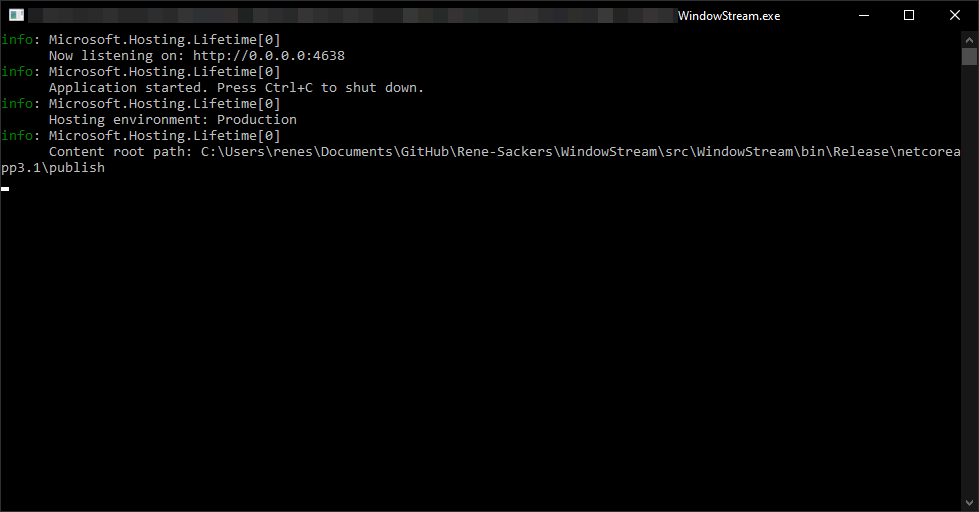 WindowStream.exe
info: Microsoft.Hosting.Lifetime[0]
Now listening on: http://0.0.0.0:4638
info: Microsoft.Hosting.Lifetime[0]
Application started. Press Ctrl+C to shut down.
info: Microsoft.Hosting.Lifetime[0]
Hosting environment: Production
info: Microsoft.Hosting.Lifetime[0]
Content root path: C:\Users\renes\Documents\GitHub\Rene-Sackers\WindowStream\src\WindowStream\bin\Release\netcorea
pp3.1\publish